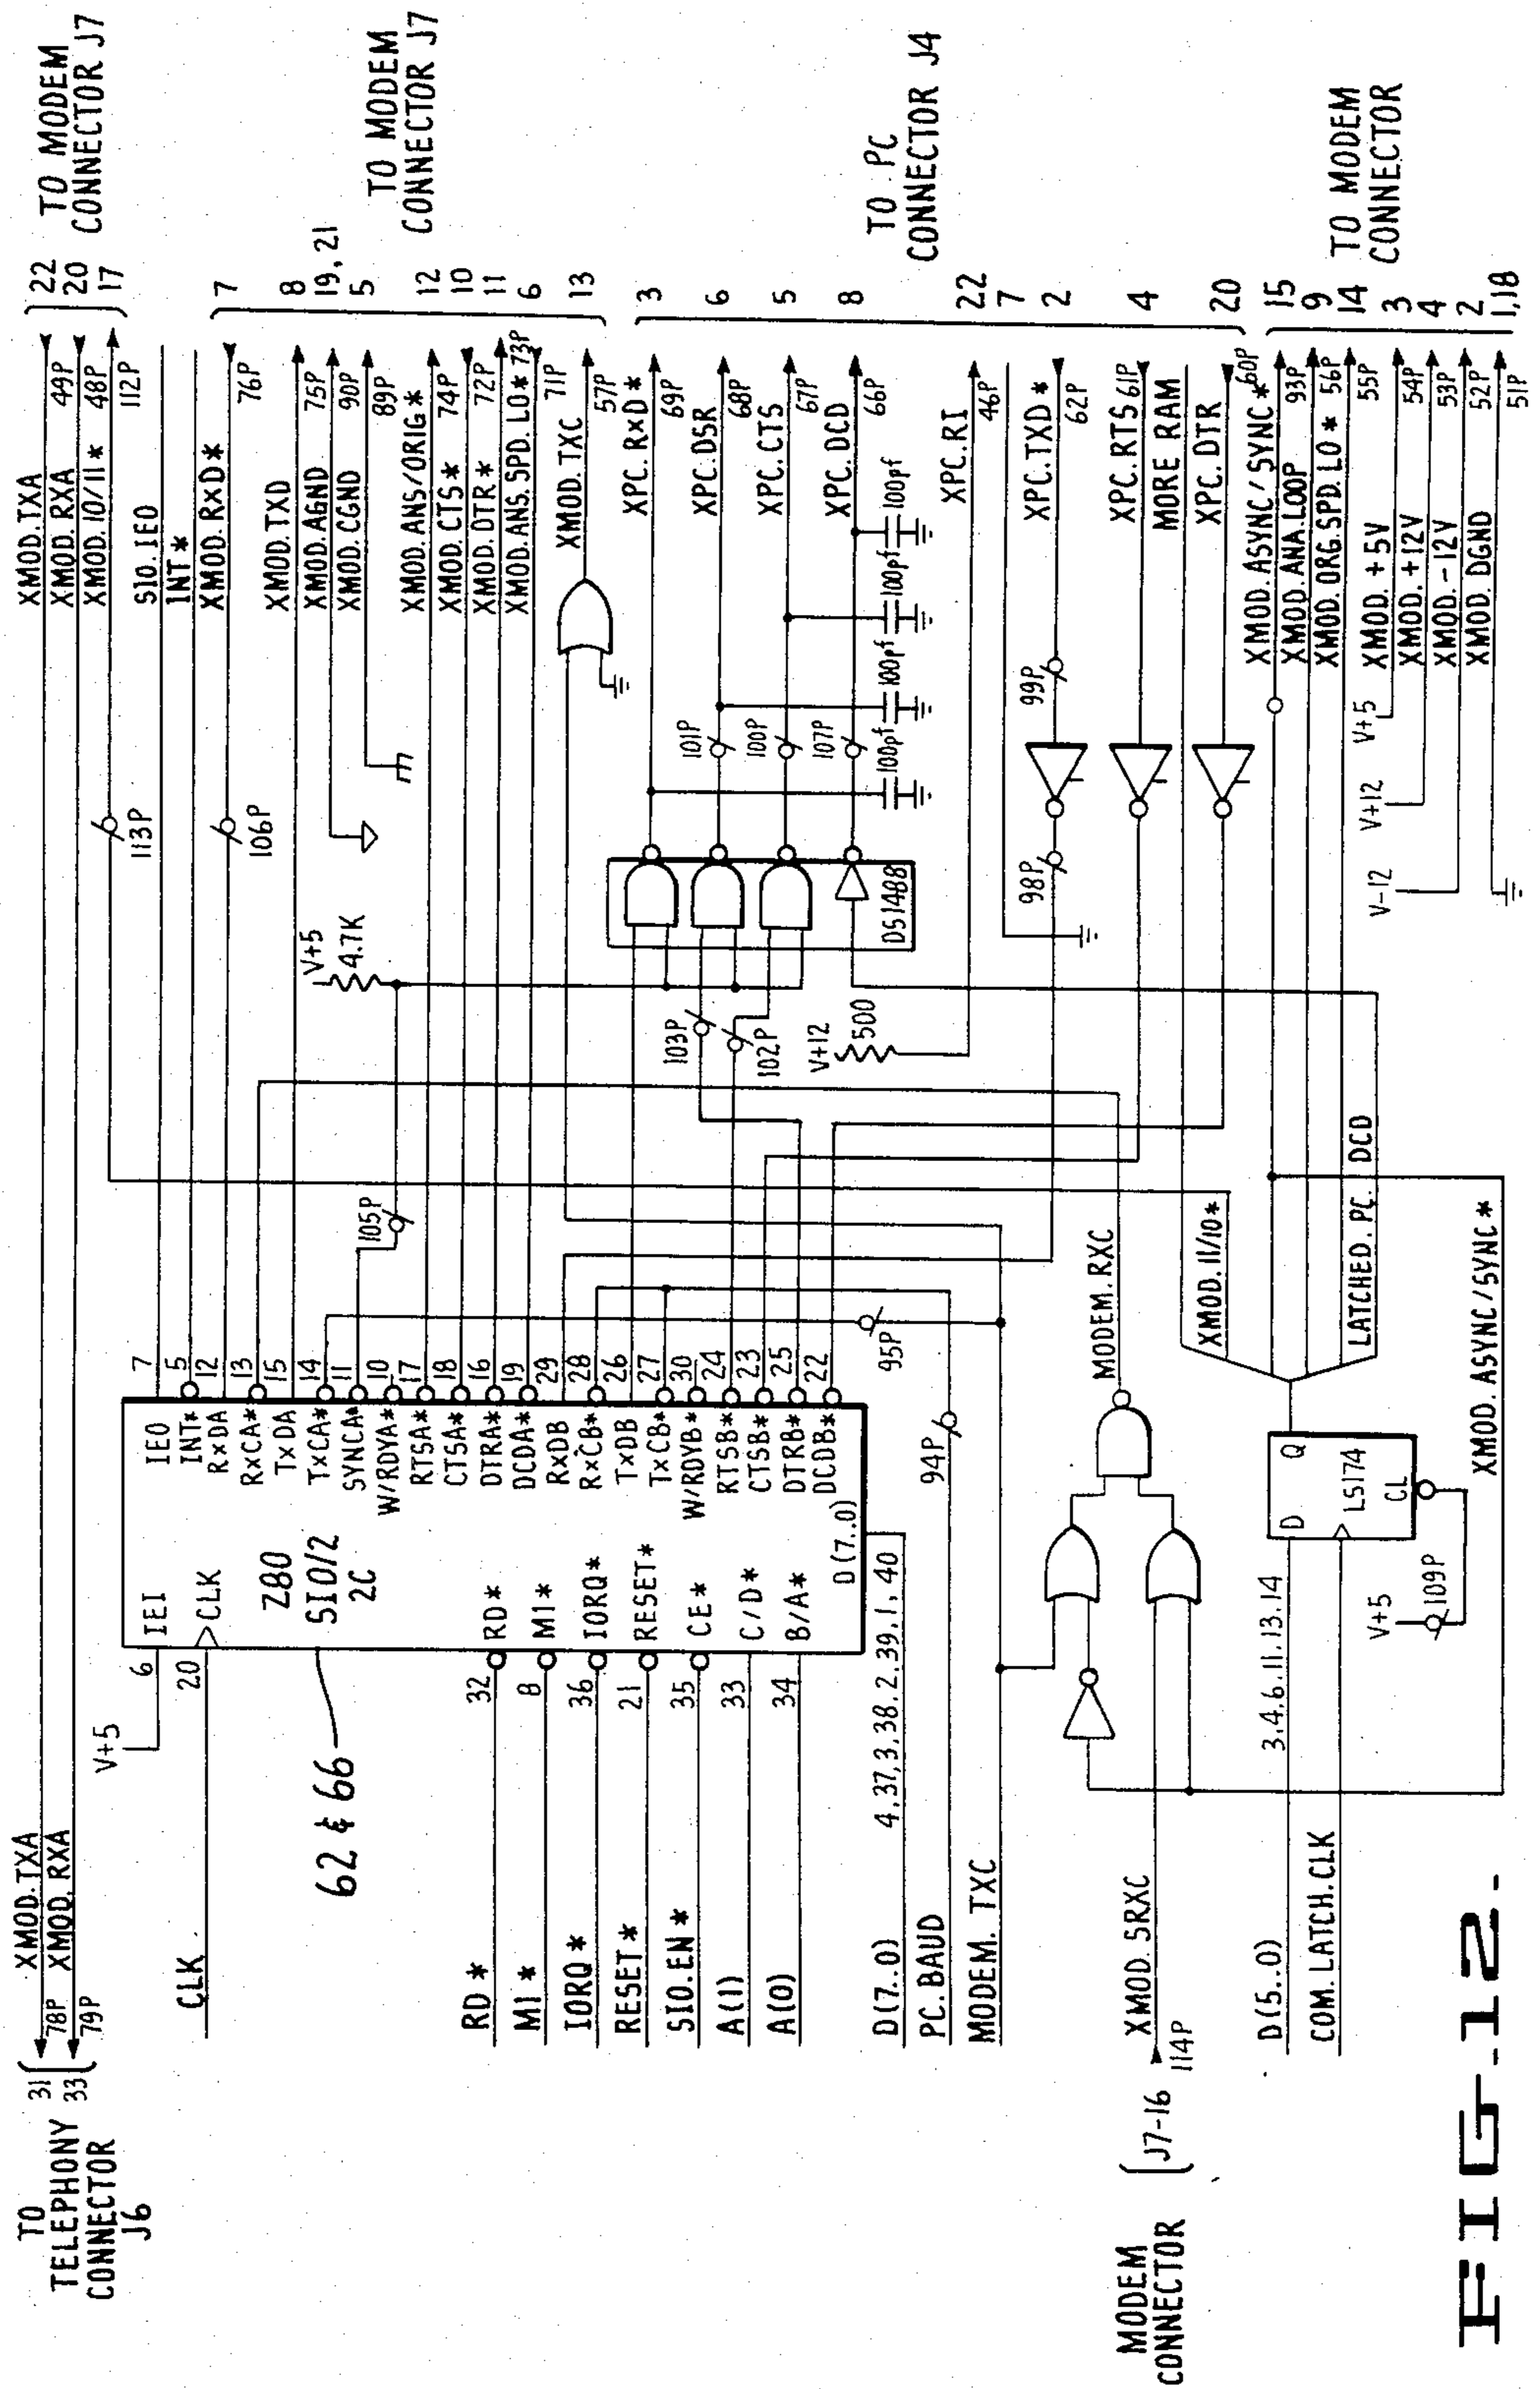 TO
TELEPHONY
CONNECTOR
J6
31
33
78P
79P
XMOD.TXA
XMOD.RXA
XMOD.TXA
XMOD.RXA
XMOD.10/11*
49P
48P
112P
22
20
17
TO MODEM
CONNECTOR J7
113P
SIO.IEO
INT*
XMOD.RxD*
76P
7
106P
XMOD.TXD
XMOD.AGND
XMOD.CGND
75P
90P
89P
8
19,21
5
TO MODEM
CONNECTOR J7
V+5
4.7K
XMOD.ANS/ORIG*
XMOD.CTS*
XMOD.DTR*
XMOD.ANS.SPD.LO*
74P
72P
73P
71P
12
10
11
6
XMOD.TXC
57P
13
105P
V+5
6
CLK
20
IEI
CLK
Z80
SIO/2
2C
62 & 66
RD*
M1*
IORQ*
RESET*
SIO.EN*
A(1)
A(0)
32
8
36
21
35
33
34
RD*
M1*
IORQ*
RESET*
CE*
C/D*
B/A*
D(7..0)
D(7..0)
4,37,3,38,2,39,1,40
IEO
INT*
RxDA
RxCA*
TxDA
TxCA*
SYNCA*
W/RDYA*
RTSA*
CTSA*
DTRA*
DCDA*
RxDB
RxCB*
TxDB
TxCB*
W/RDYB*
RTSB*
CTSB*
DTRB*
DCDB*
7
5
12
13
15
14
11
10
17
18
16
19
29
28
26
27
30
24
23
25
22
95P
94P
PC.BAUD
MODEM.TXC
103P
102P
DS1488
101P
100P
107P
100pf
100pf
100pf
100pf
XPC.RxD*
XPC.DSR
XPC.CTS
XPC.DCD
69P
68P
67P
66P
3
6
5
8
TO PC
CONNECTOR J4
V+12
500
XPC.RI
46P
22
7
98P
99P
XPC.TXD*
62P
2
XPC.RTS
61P
4
MORE RAM
XPC.DTR
60P
20
MODEM.RXC
MODEM
CONNECTOR
J7-16
XMOD.SRXC
114P
D(5..0)
3,4,6,11,13,14
COM.LATCH.CLK
D
Q
LS174
CL
V+5
109P
XMOD.11/10*
LATCHED.PC.DCD
XMOD.ASYNC/SYNC*
XMOD.ASYNC/SYNC*
XMOD.ANA.LOOP
XMOD.ORG.SPD.LO*
93P
56P
55P
15
9
14
V+5
V+12
V-12
XMOD.+5V
XMOD.+12V
XMOD.-12V
XMOD.DGND
54P
53P
52P
51P
3
4
2
1,18
TO MODEM
CONNECTOR
FIG-12.